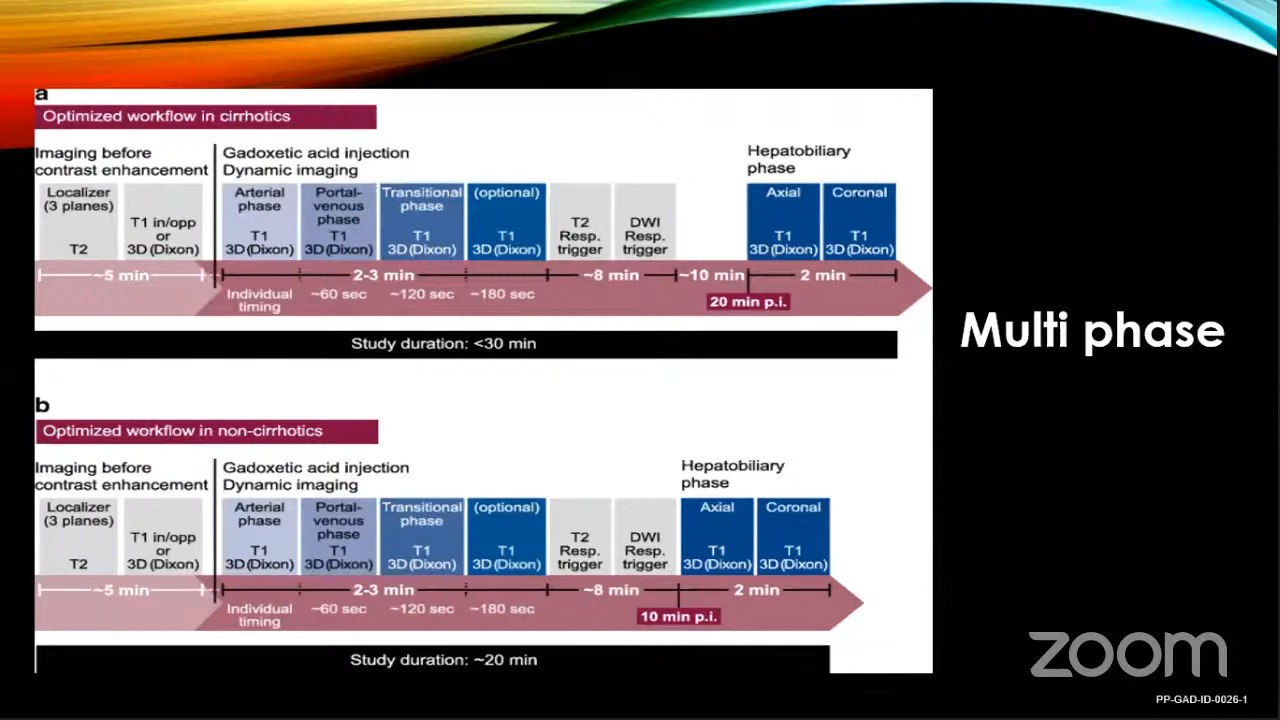 a
Optimized workflow in cirrhotics
Imaging before
contrast enhancement
Gadoxetic acid injection
Dynamic imaging
Hepatobiliary
phase
Localizer
(3 planes)
T2
T1 in/opp
or
3D (Dixon)
Arterial
phase
T1
3D (Dixon)
Portal-
venous
phase
T1
3D (Dixon)
Transitional
phase
T1
3D (Dixon)
(optional)
T1
3D (Dixon)
T2
Resp.
trigger
DWI
Resp.
trigger
Axial
T1
3D (Dixon)
Coronal
T1
3D (Dixon)
~5 min
2-3 min
~8 min
~10 min
2 min
Individual
timing
~60 sec
~120 sec
~180 sec
20 min p.i.
Study duration: <30 min
Multi phase
b
Optimized workflow in non-cirrhotics
Imaging before
contrast enhancement
Gadoxetic acid injection
Dynamic imaging
Hepatobiliary
phase
Localizer
(3 planes)
T2
T1 in/opp
or
3D (Dixon)
Arterial
phase
T1
3D (Dixon)
Portal-
venous
phase
T1
3D (Dixon)
Transitional
phase
T1
3D (Dixon)
(optional)
T1
3D (Dixon)
T2
Resp.
trigger
DWI
Resp.
trigger
Axial
T1
3D (Dixon)
Coronal
T1
3D (Dixon)
~5 min
2-3 min
~8 min
2 min
Individual
timing
~60 sec
~120 sec
~180 sec
10 min p.i.
Study duration: ~20 min
zoom
PP-GAD-ID-0026-1